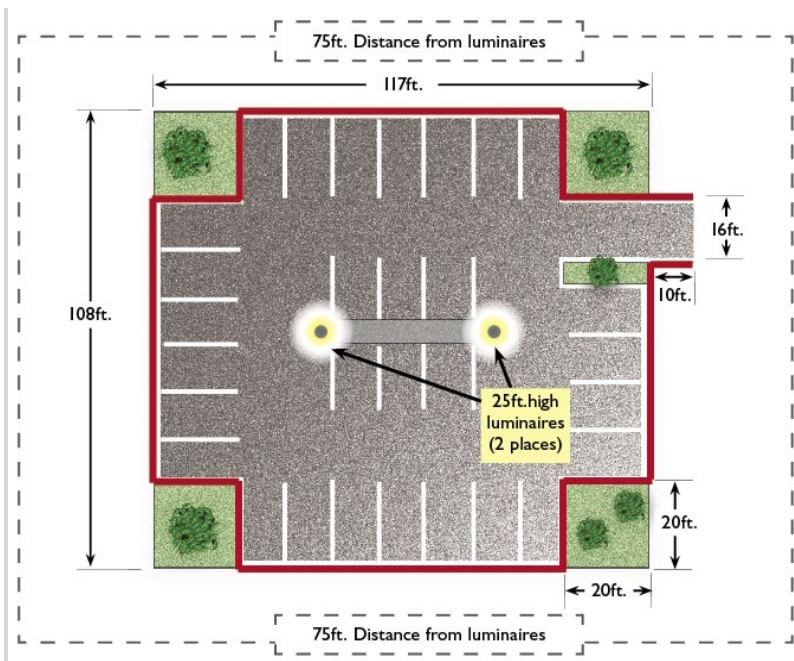 75ft. Distance from luminaires
117ft.
16ft.
10ft.
108ft.
25ft.high
luminaires
(2 places)
20ft.
20ft.
75ft. Distance from luminaires